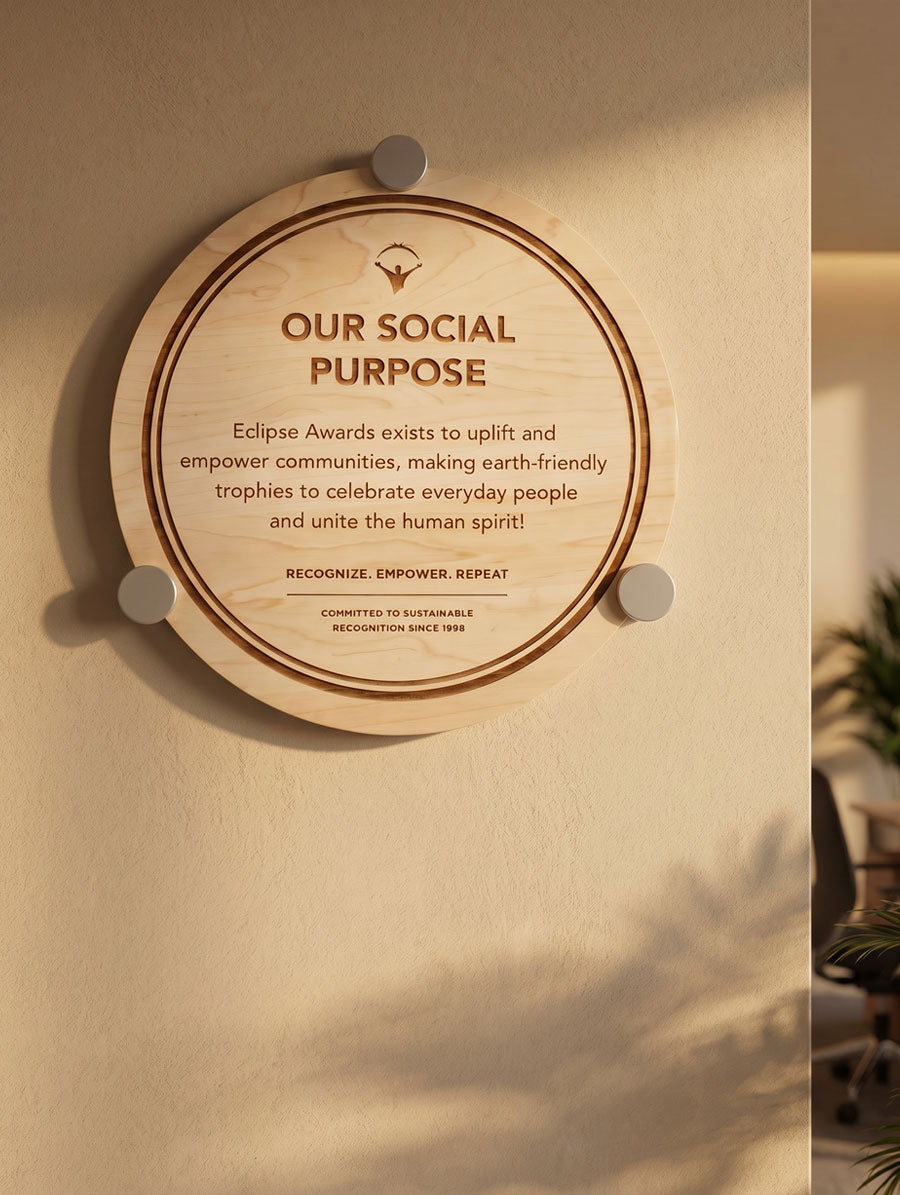 OUR SOCIAL
PURPOSE
Eclipse Awards exists to uplift and
empower communities, making earth-friendly
trophies to celebrate everyday people
and unite the human spirit!
RECOGNIZE. EMPOWER. REPEAT
COMMITTED TO SUSTAINABLE
RECOGNITION SINCE 1998